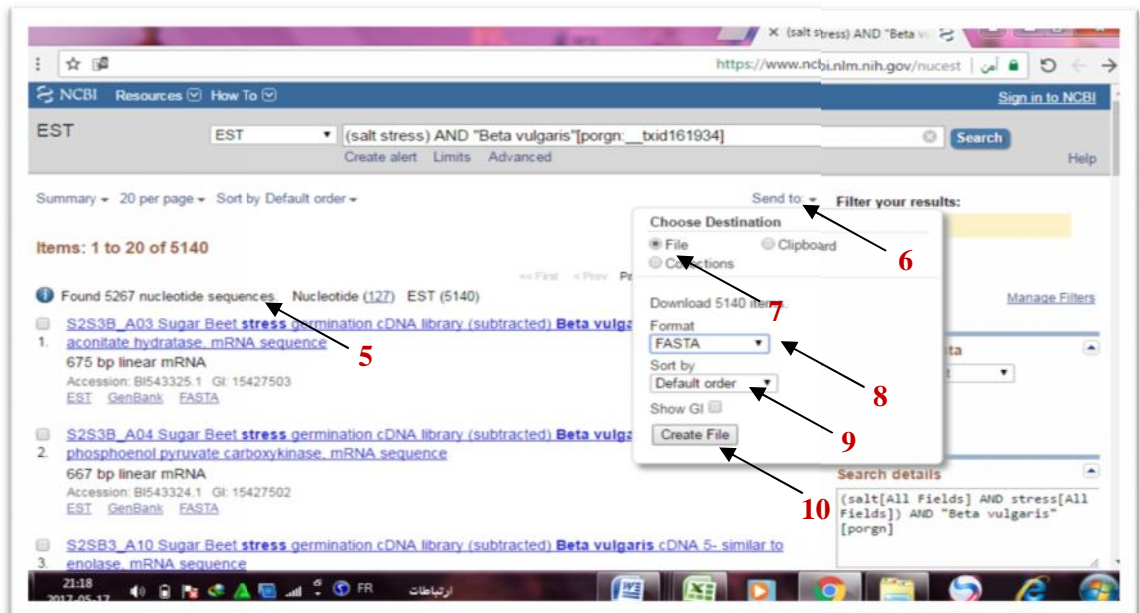 (salt stress) AND "Beta v
https://www.ncbi.nlm.nih.gov/nucest | آمن
NCBI Resources How To Sign in to NCBI
EST EST (salt stress) AND "Beta vulgaris"[porgn:__txid161934] Search
Create alert Limits Advanced Help
Summary 20 per page Sort by Default order Send to: Filter your results:
Choose Destination
File Clipboard
Collections
6
Items: 1 to 20 of 5140
<< First < Prev
Manage Filters
Found 5267 nucleotide sequences. Nucleotide (127) EST (5140)
5
Download 5140 items.
7
Format
FASTA
8
Sort by
Default order
9
Show GI
Create File
10
S2S3B_A03 Sugar Beet stress germination cDNA library (subtracted) Beta vulga
1. aconitate hydratase, mRNA sequence
675 bp linear mRNA
Accession: BI543325.1 GI: 15427503
EST GenBank FASTA
S2S3B_A04 Sugar Beet stress germination cDNA library (subtracted) Beta vulga
2. phosphoenol pyruvate carboxykinase, mRNA sequence
667 bp linear mRNA
Accession: BI543324.1 GI: 15427502
EST GenBank FASTA
S2SB3_A10 Sugar Beet stress germination cDNA library (subtracted) Beta vulgaris cDNA 5- similar to
3. enolase, mRNA sequence
ta
Search details
(salt[All Fields] AND stress[All
Fields]) AND "Beta vulgaris"
[porgn]
21:18
2017-05-17
FR
ارتباطات